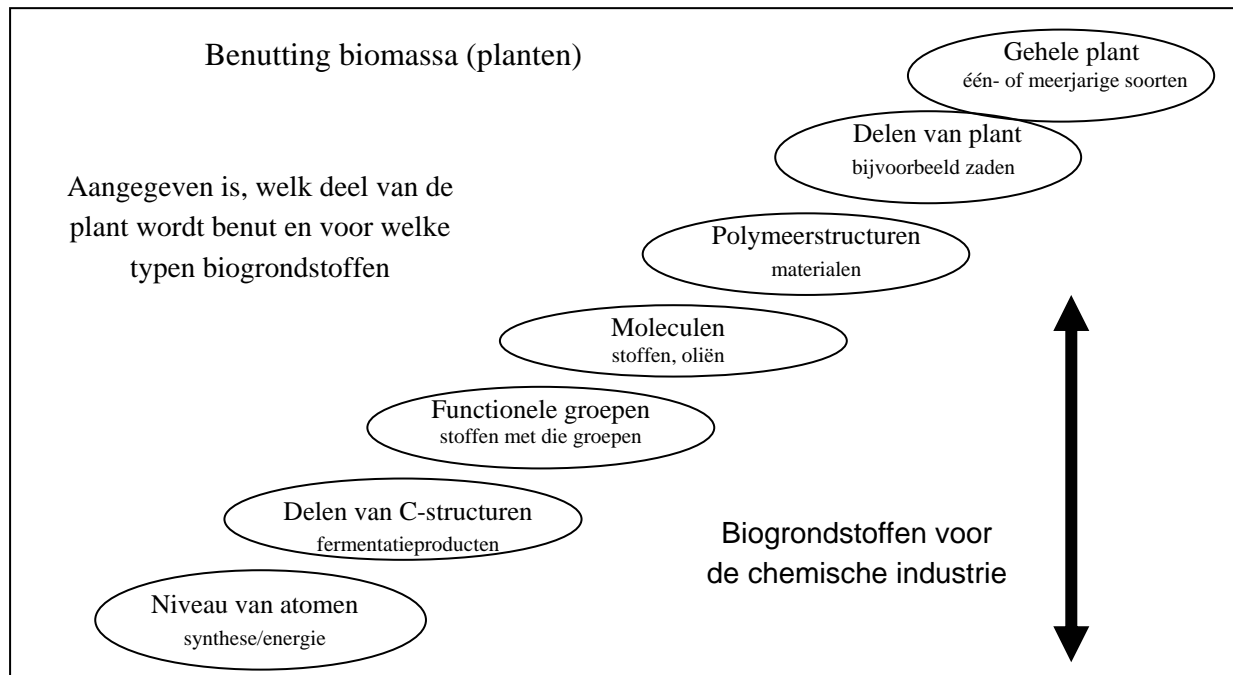 Benutting biomassa (planten)
Gehele plant
één- of meerjarige soorten
Delen van plant
bijvoorbeeld zaden
Aangegeven is, welk deel van de
plant wordt benut en voor welke
typen biogrondstoffen
Polymeerstructuren
materialen
Moleculen
stoffen, oliën
Functionele groepen
stoffen met die groepen
Delen van C-structuren
fermentatieproducten
Niveau van atomen
synthese/energie
Biogrondstoffen voor
de chemische industrie